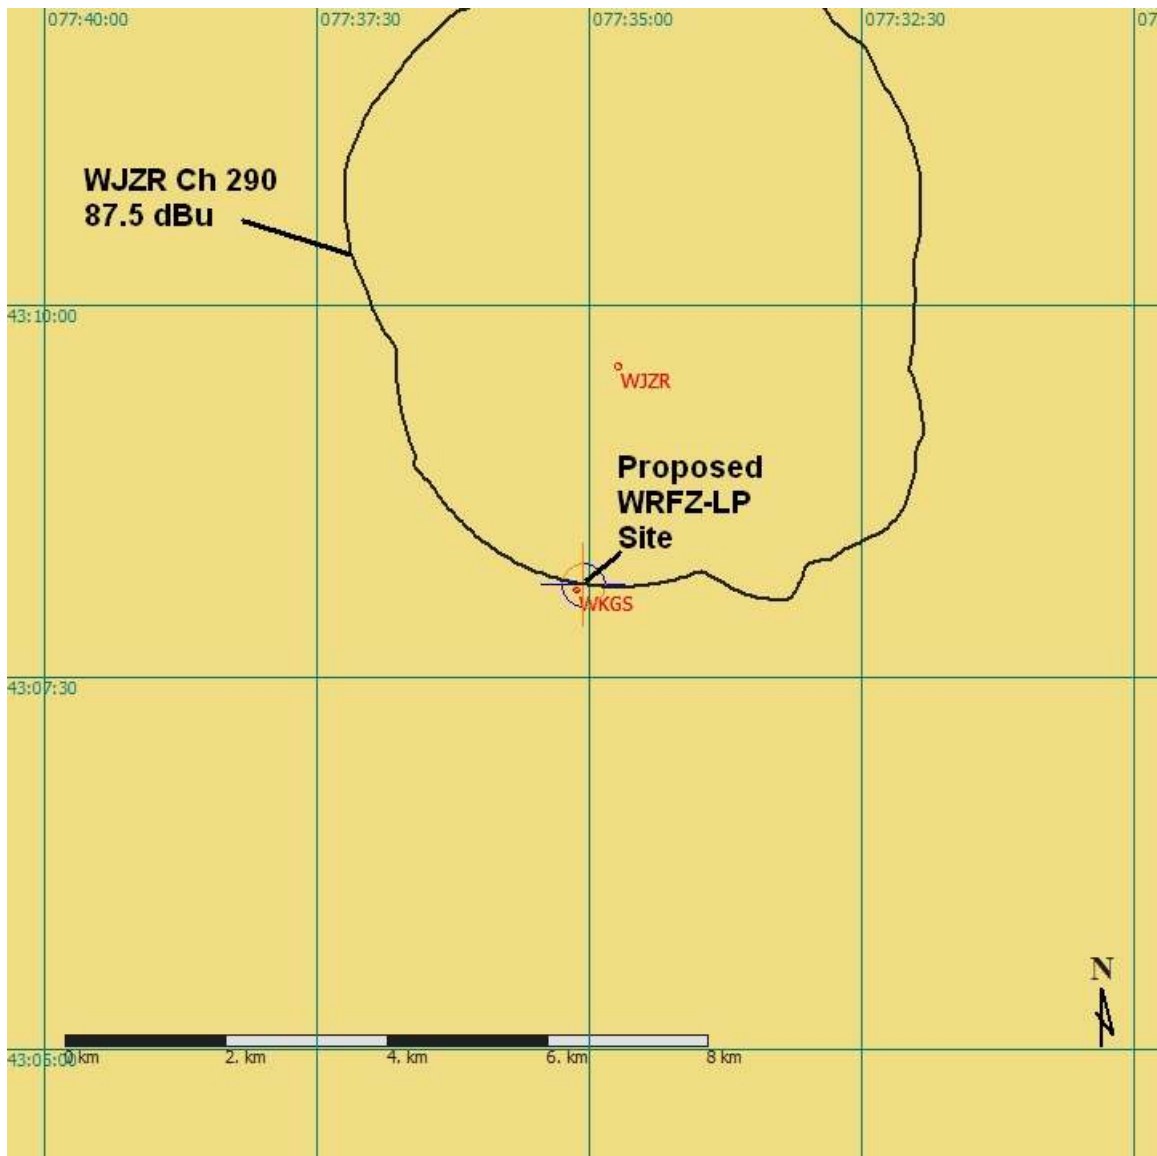 077:40:00
077:37:30
077:35:00
077:32:30
07
WJZR Ch 290
87.5 dBu
43:10:00
WJZR
Proposed
WRFZ-LP
Site
WKGS
43:07:30
N
43:05:00
0 km
2. km
4. km
6. km
8 km